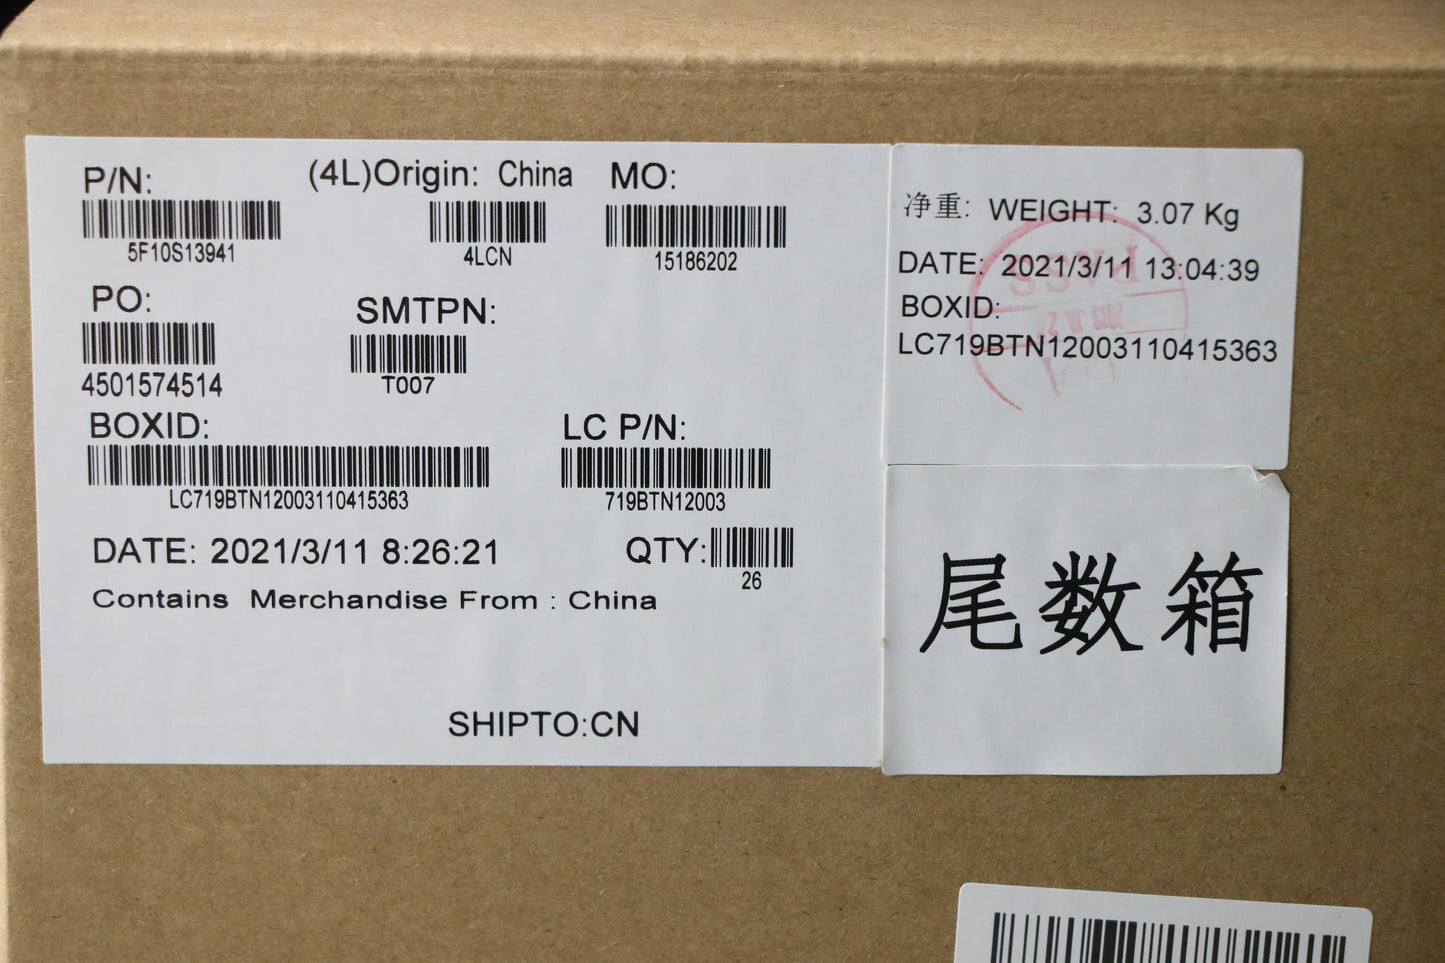 P/N: (4L)Origin: China MO:
5F10S13941 4LCN 15186202
PO: SMTPN:
4501574514 T007
BOXID: LC P/N:
LC719BTN12003110415363 719BTN12003
DATE: 2021/3/11 8:26:21 QTY:
26
Contains Merchandise From : China
SHIPTO:CN
净重: WEIGHT: 3.07 Kg
DATE: 2021/3/11 13:04:39
BOXID:
LC719BTN12003110415363
PASS
尾数箱